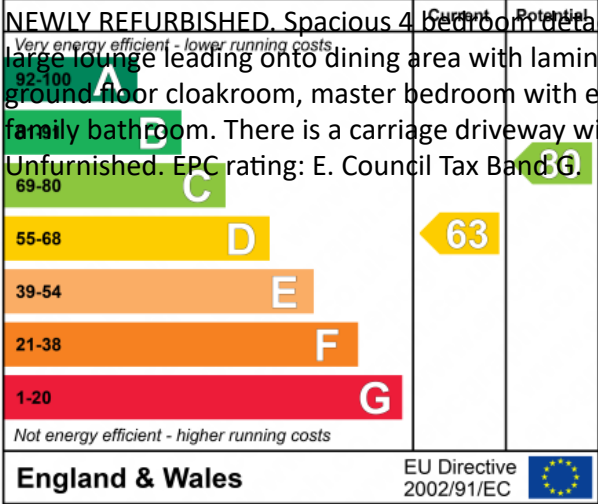 NEWLY REFURBISHED. Spacious 4 bedroom deta
Current Potential
Very energy efficient - lower running costs
large lounge leading onto dining area with lamin
92-100 A
ground floor cloakroom, master bedroom with e
B
family bathroom. There is a carriage driveway wi
Unfurnished. EPC rating: E. Council Tax Band G.
69-80 C
55-68 D 63
39-54 E
21-38 F
1-20 G
Not energy efficient - higher running costs
England & Wales
EU Directive
2002/91/EC